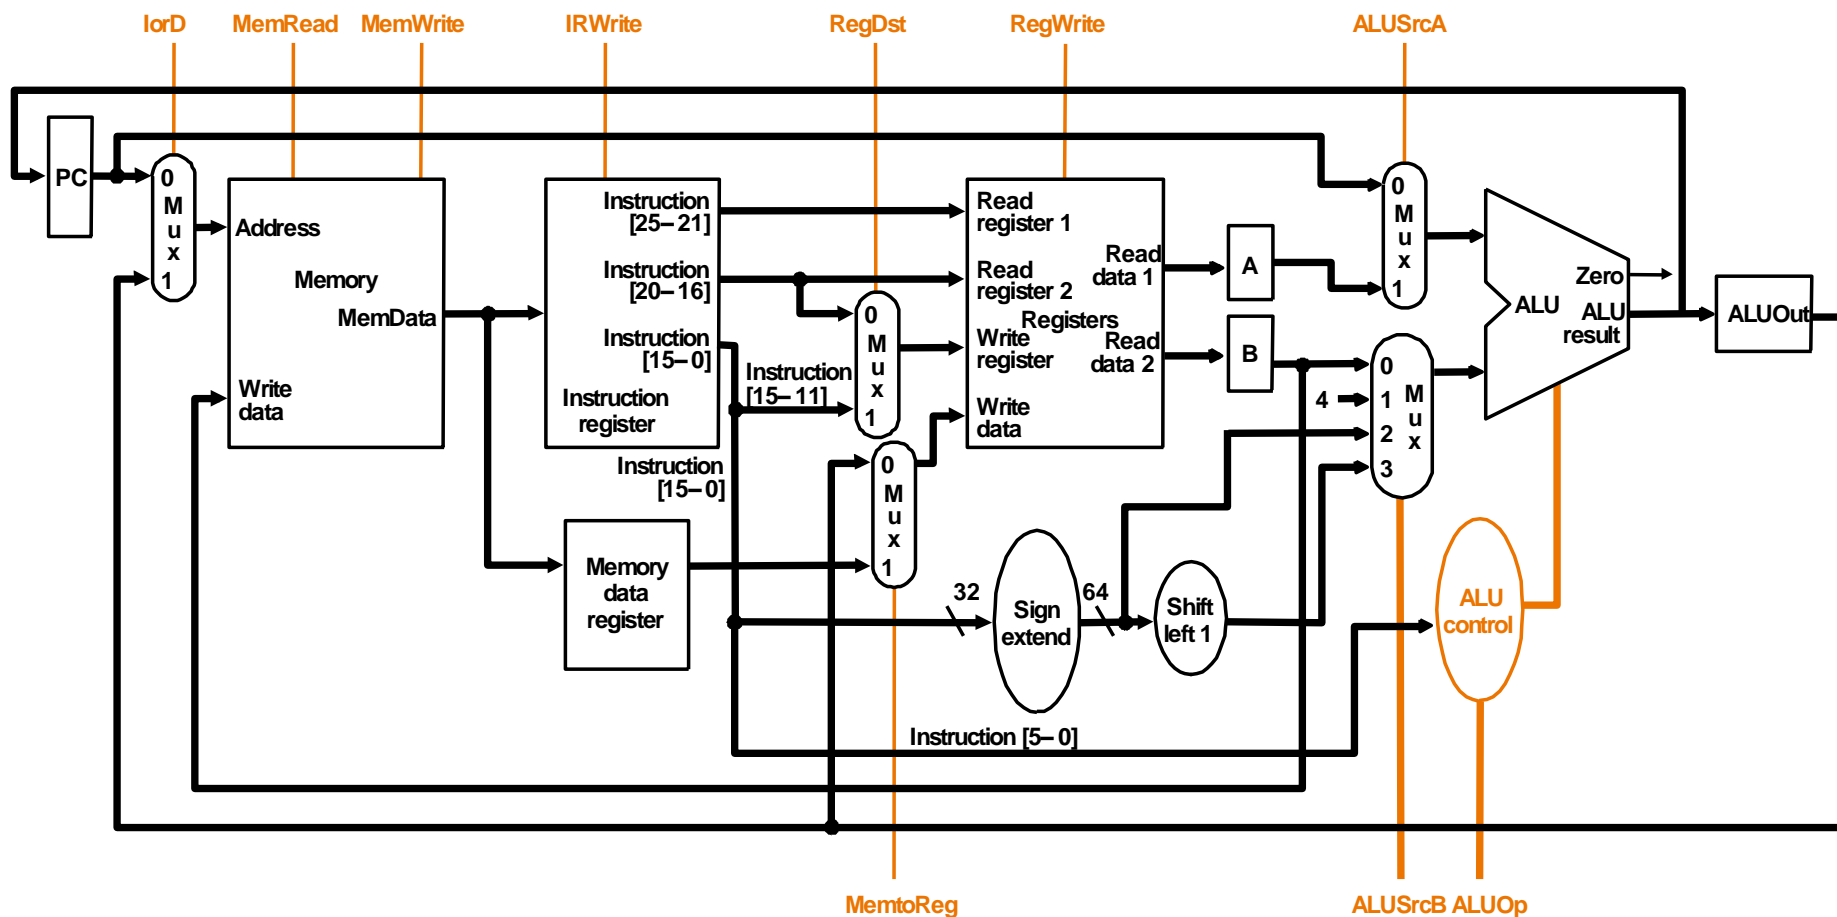 IorD
MemRead
MemWrite
IRWrite
RegDst
RegWrite
ALUSrcA
PC
0
M
u
x
1
Address
Memory
MemData
Write
data
Instruction
[25–21]
Instruction
[20–16]
Instruction
[15–0]
Instruction
register
Instruction
[15–0]
Instruction
[15–11]
0
M
u
x
1
0
M
u
x
1
Memory
data
register
Read
register 1
Read
register 2
Registers
Write
register
Write
data
Read
data 1
Read
data 2
A
B
4
0
M
u
x
1
0
1
2
3
M
u
x
Zero
ALU
ALU
result
ALUOut
32
Sign
extend
64
Shift
left 1
ALU
control
Instruction [5–0]
MemtoReg
ALUSrcB
ALUOp